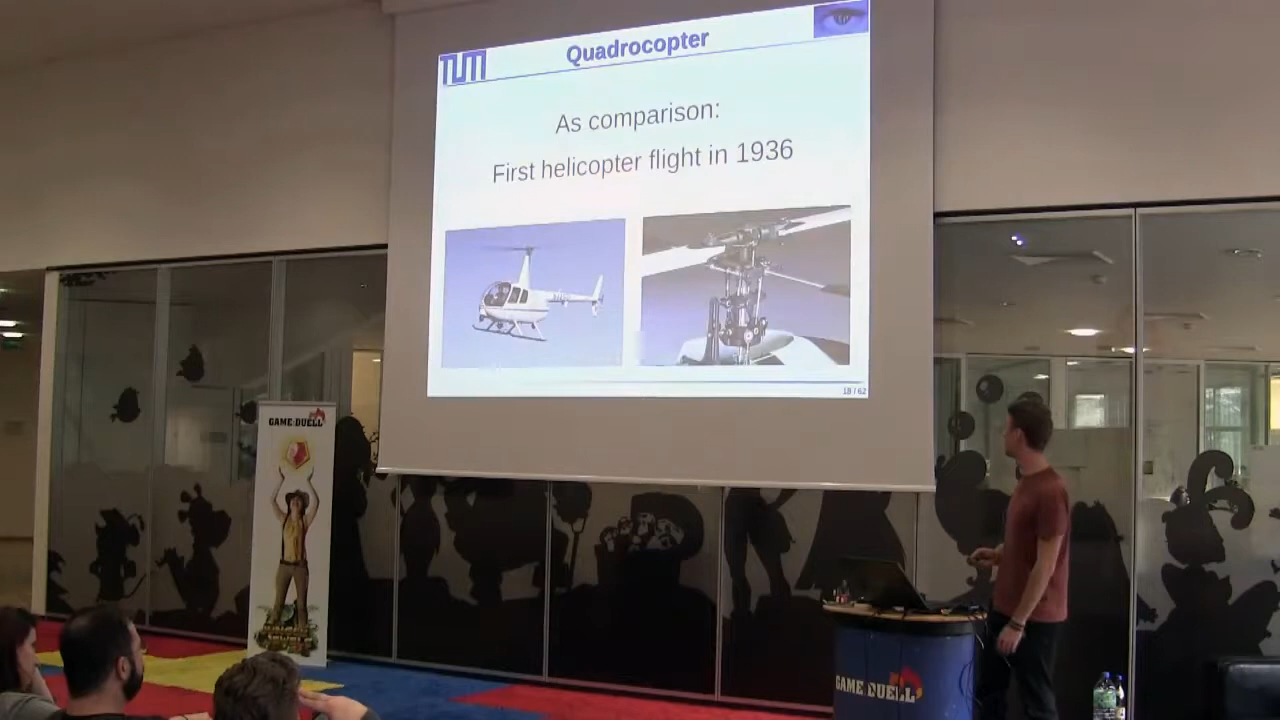 TUM
Quadrocopter
As comparison:
First helicopter flight in 1936
18 / 62
GAME DUELL
GAME DUELL